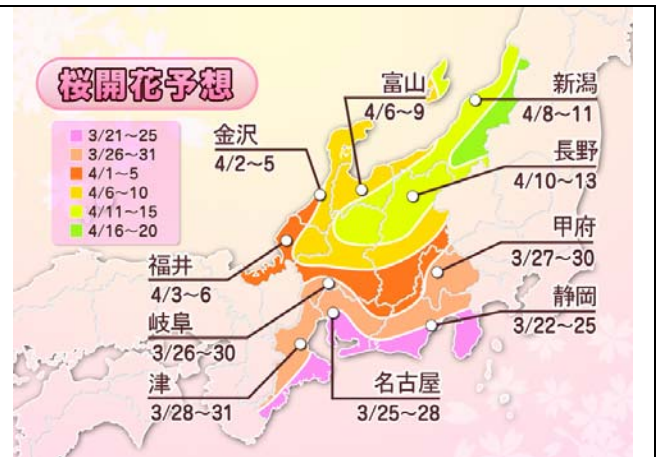 桜開花予想
3/21～25
3/26～31
4/1～5
4/6～10
4/11～15
4/16～20
富山
4/6～9
新潟
4/8～11
金沢
4/2～5
長野
4/10～13
甲府
3/27～30
福井
4/3～6
静岡
3/22～25
岐阜
3/26～30
津
3/28～31
名古屋
3/25～28